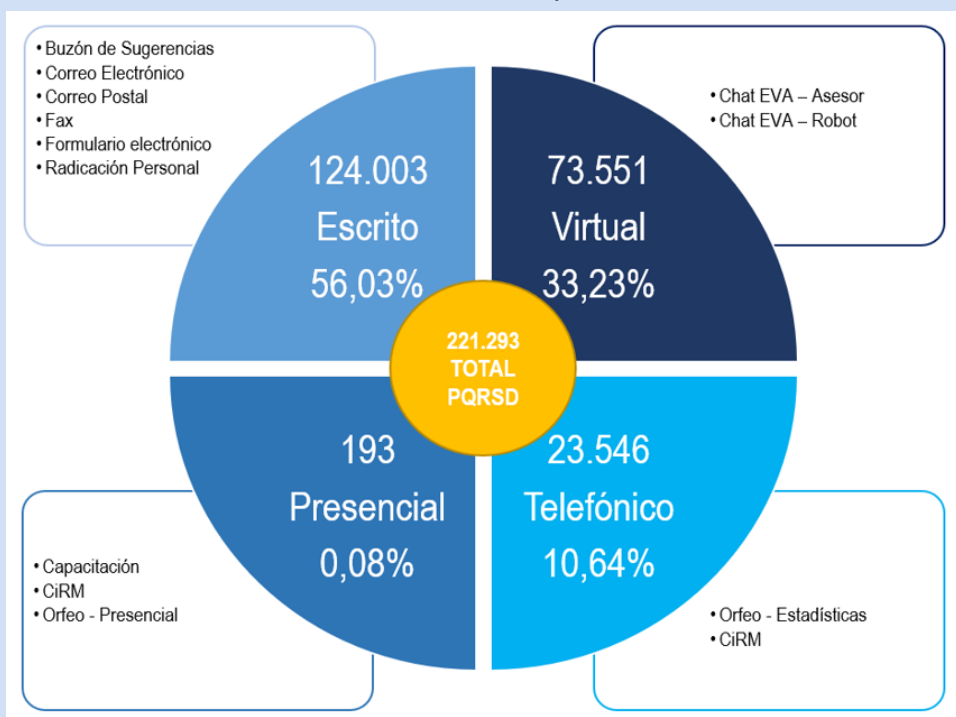 • Buzón de Sugerencias
• Correo Electrónico
• Correo Postal
• Fax
• Formulario electrónico
• Radicación Personal
124.003
Escrito
56,03%
73.551
Virtual
33,23%
• Chat EVA – Asesor
• Chat EVA – Robot
221.293
TOTAL
PQRSD
• Capacitación
• CiRM
• Orfeo - Presencial
193
Presencial
0,08%
23.546
Telefónico
10,64%
• Orfeo - Estadísticas
• CiRM